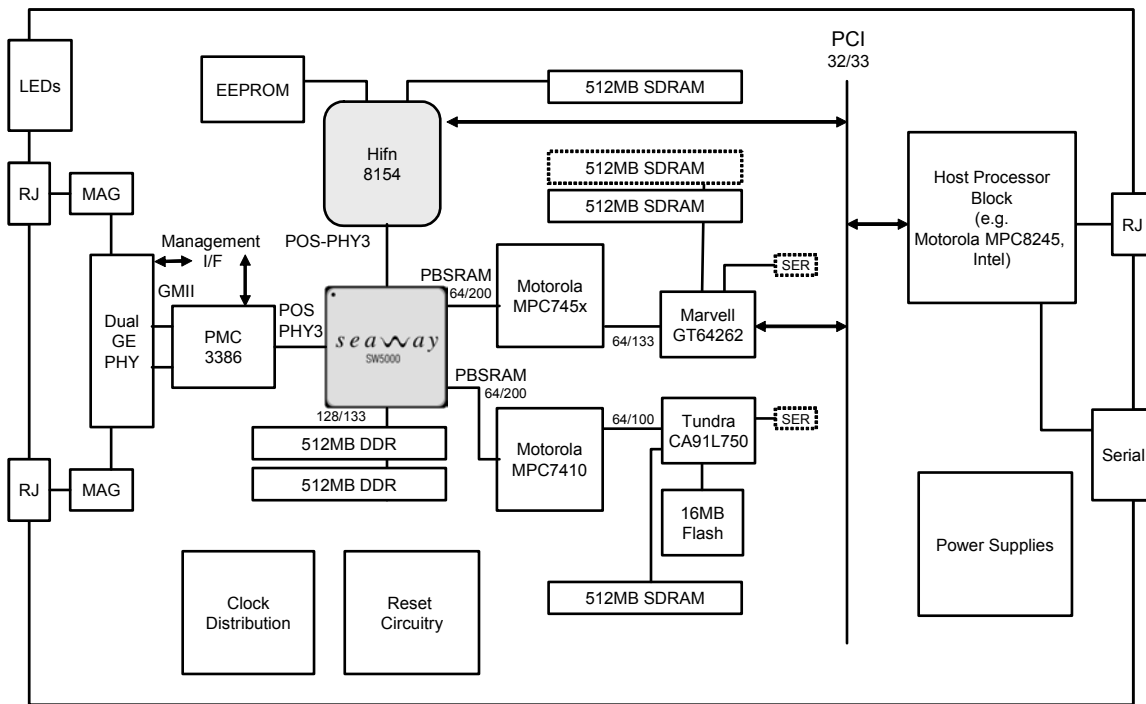 PCI
32/33
LEDs
EEPROM
512MB SDRAM
Hifn
8154
512MB SDRAM
512MB SDRAM
Host Processor
Block
(e.g.
Motorola MPC8245,
Intel)
RJ
MAG
RJ
POS-PHY3
Management
I/F
GMII
Dual
GE
PHY
PMC
3386
POS
PHY3
seaway
SW5000
PBSRAM
64/200
Motorola
MPC745x
64/133
SER
Marvell
GT64262
PBSRAM
64/200
128/133
512MB DDR
512MB DDR
Motorola
MPC7410
64/100
Tundra
CA91L750
SER
16MB
Flash
512MB SDRAM
RJ
MAG
Serial
Power Supplies
Clock
Distribution
Reset
Circuitry